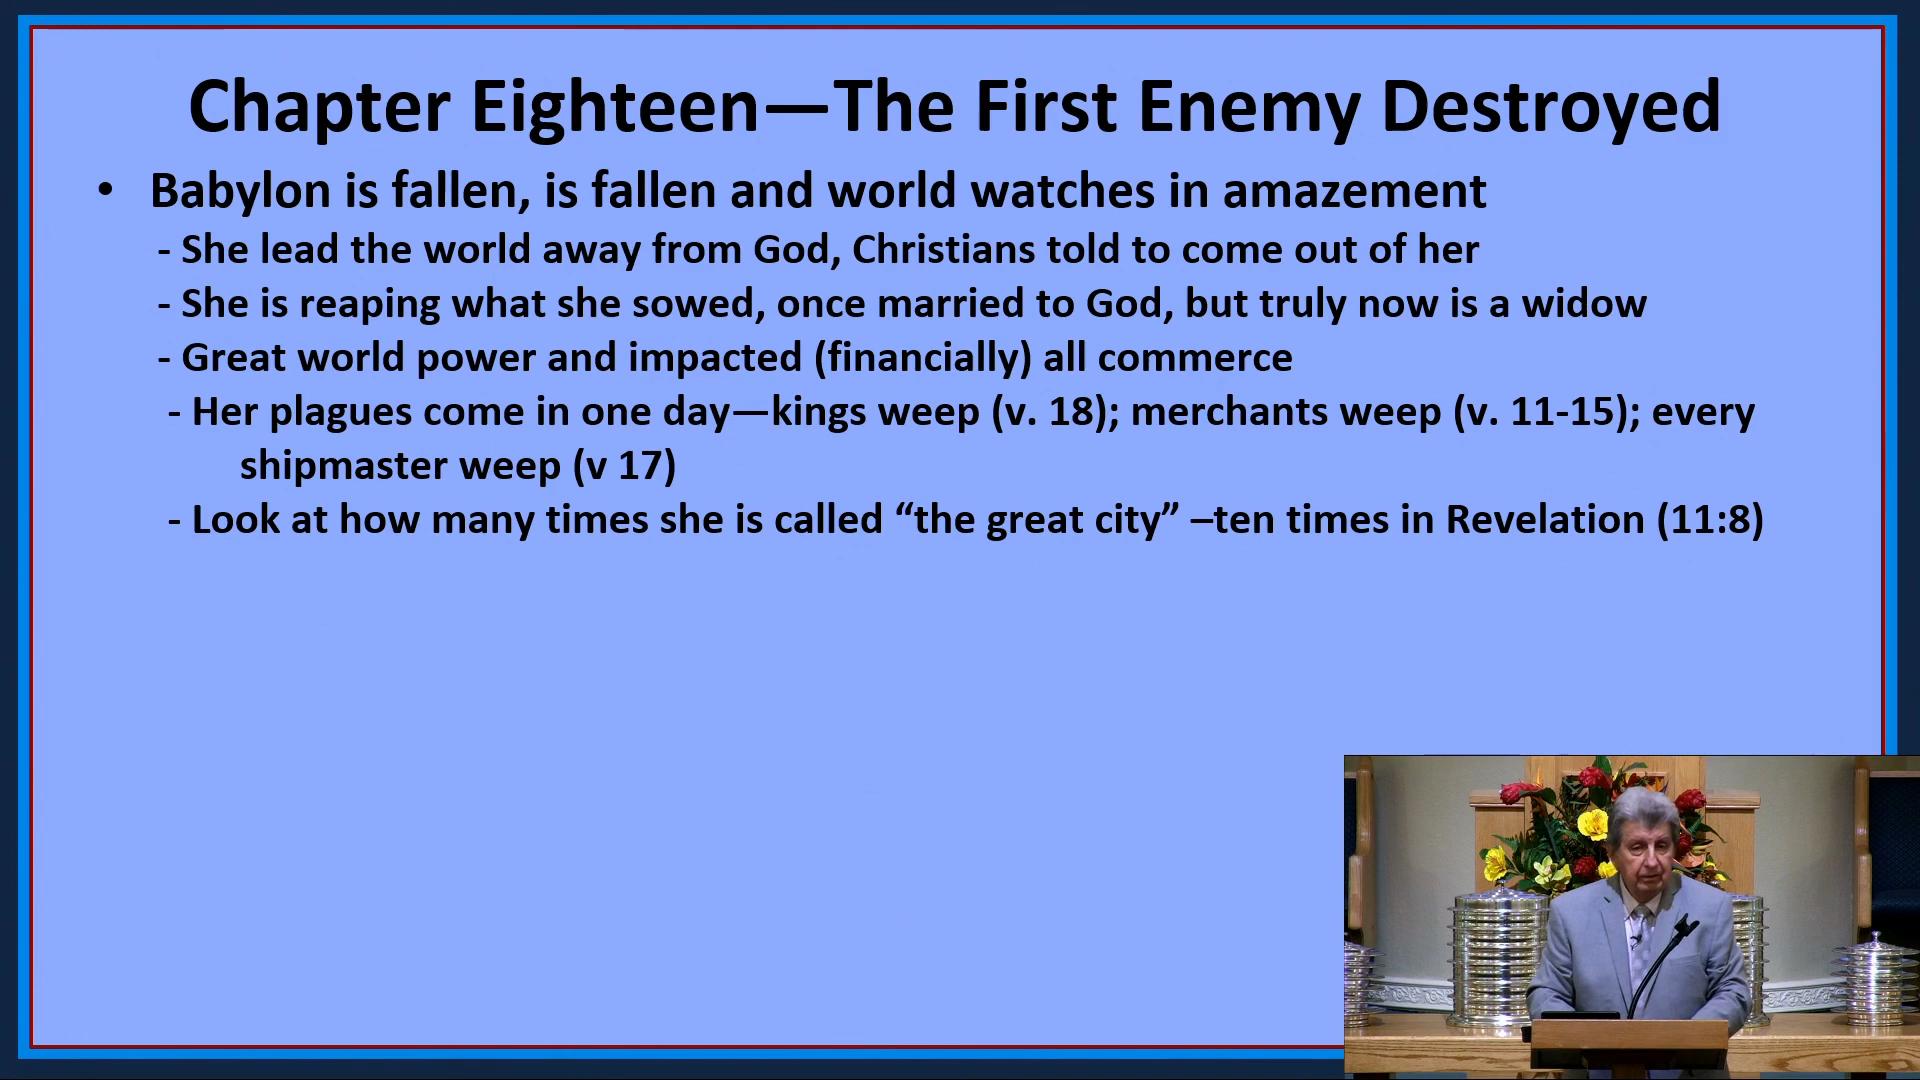 Chapter Eighteen—The First Enemy Destroyed
• Babylon is fallen, is fallen and world watches in amazement
- She lead the world away from God, Christians told to come out of her
- She is reaping what she sowed, once married to God, but truly now is a widow
- Great world power and impacted (financially) all commerce
- Her plagues come in one day—kings weep (v. 18); merchants weep (v. 11-15); every
shipmaster weep (v 17)
- Look at how many times she is called “the great city” –ten times in Revelation (11:8)